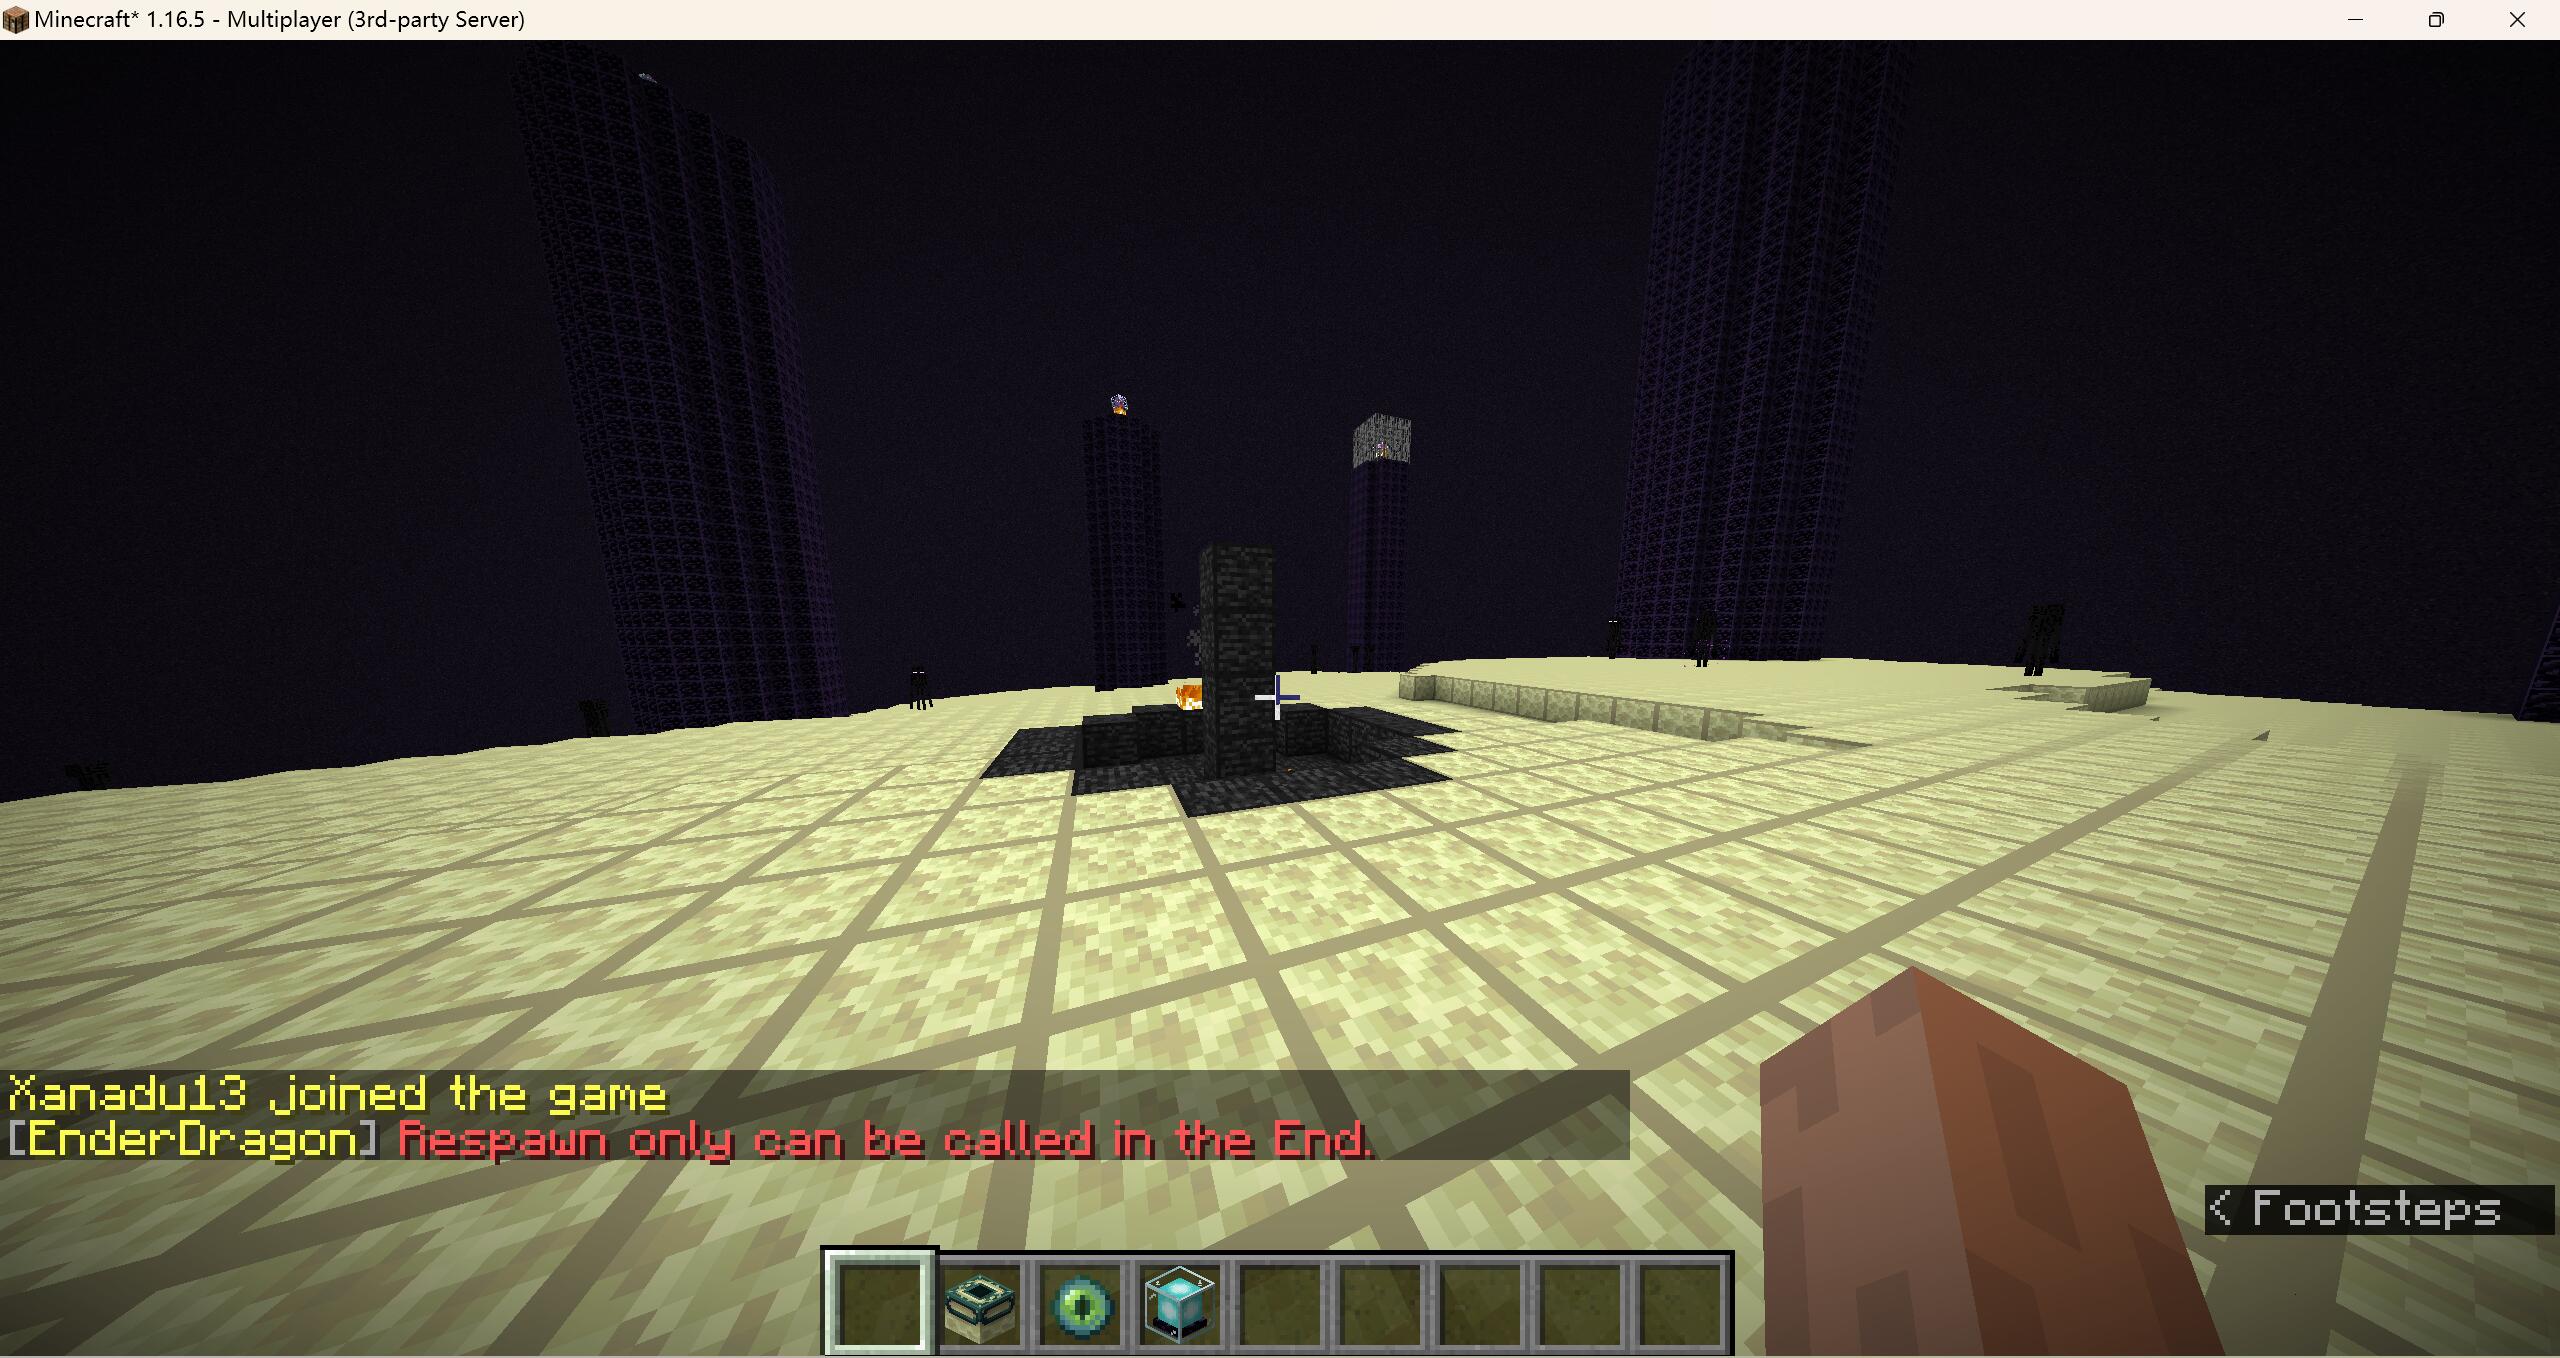 Minecraft* 1.16.5 - Multiplayer (3rd-party Server)
Xanadu13 joined the game
[EnderDragon] Respawn only can be called in the End.
< Footsteps